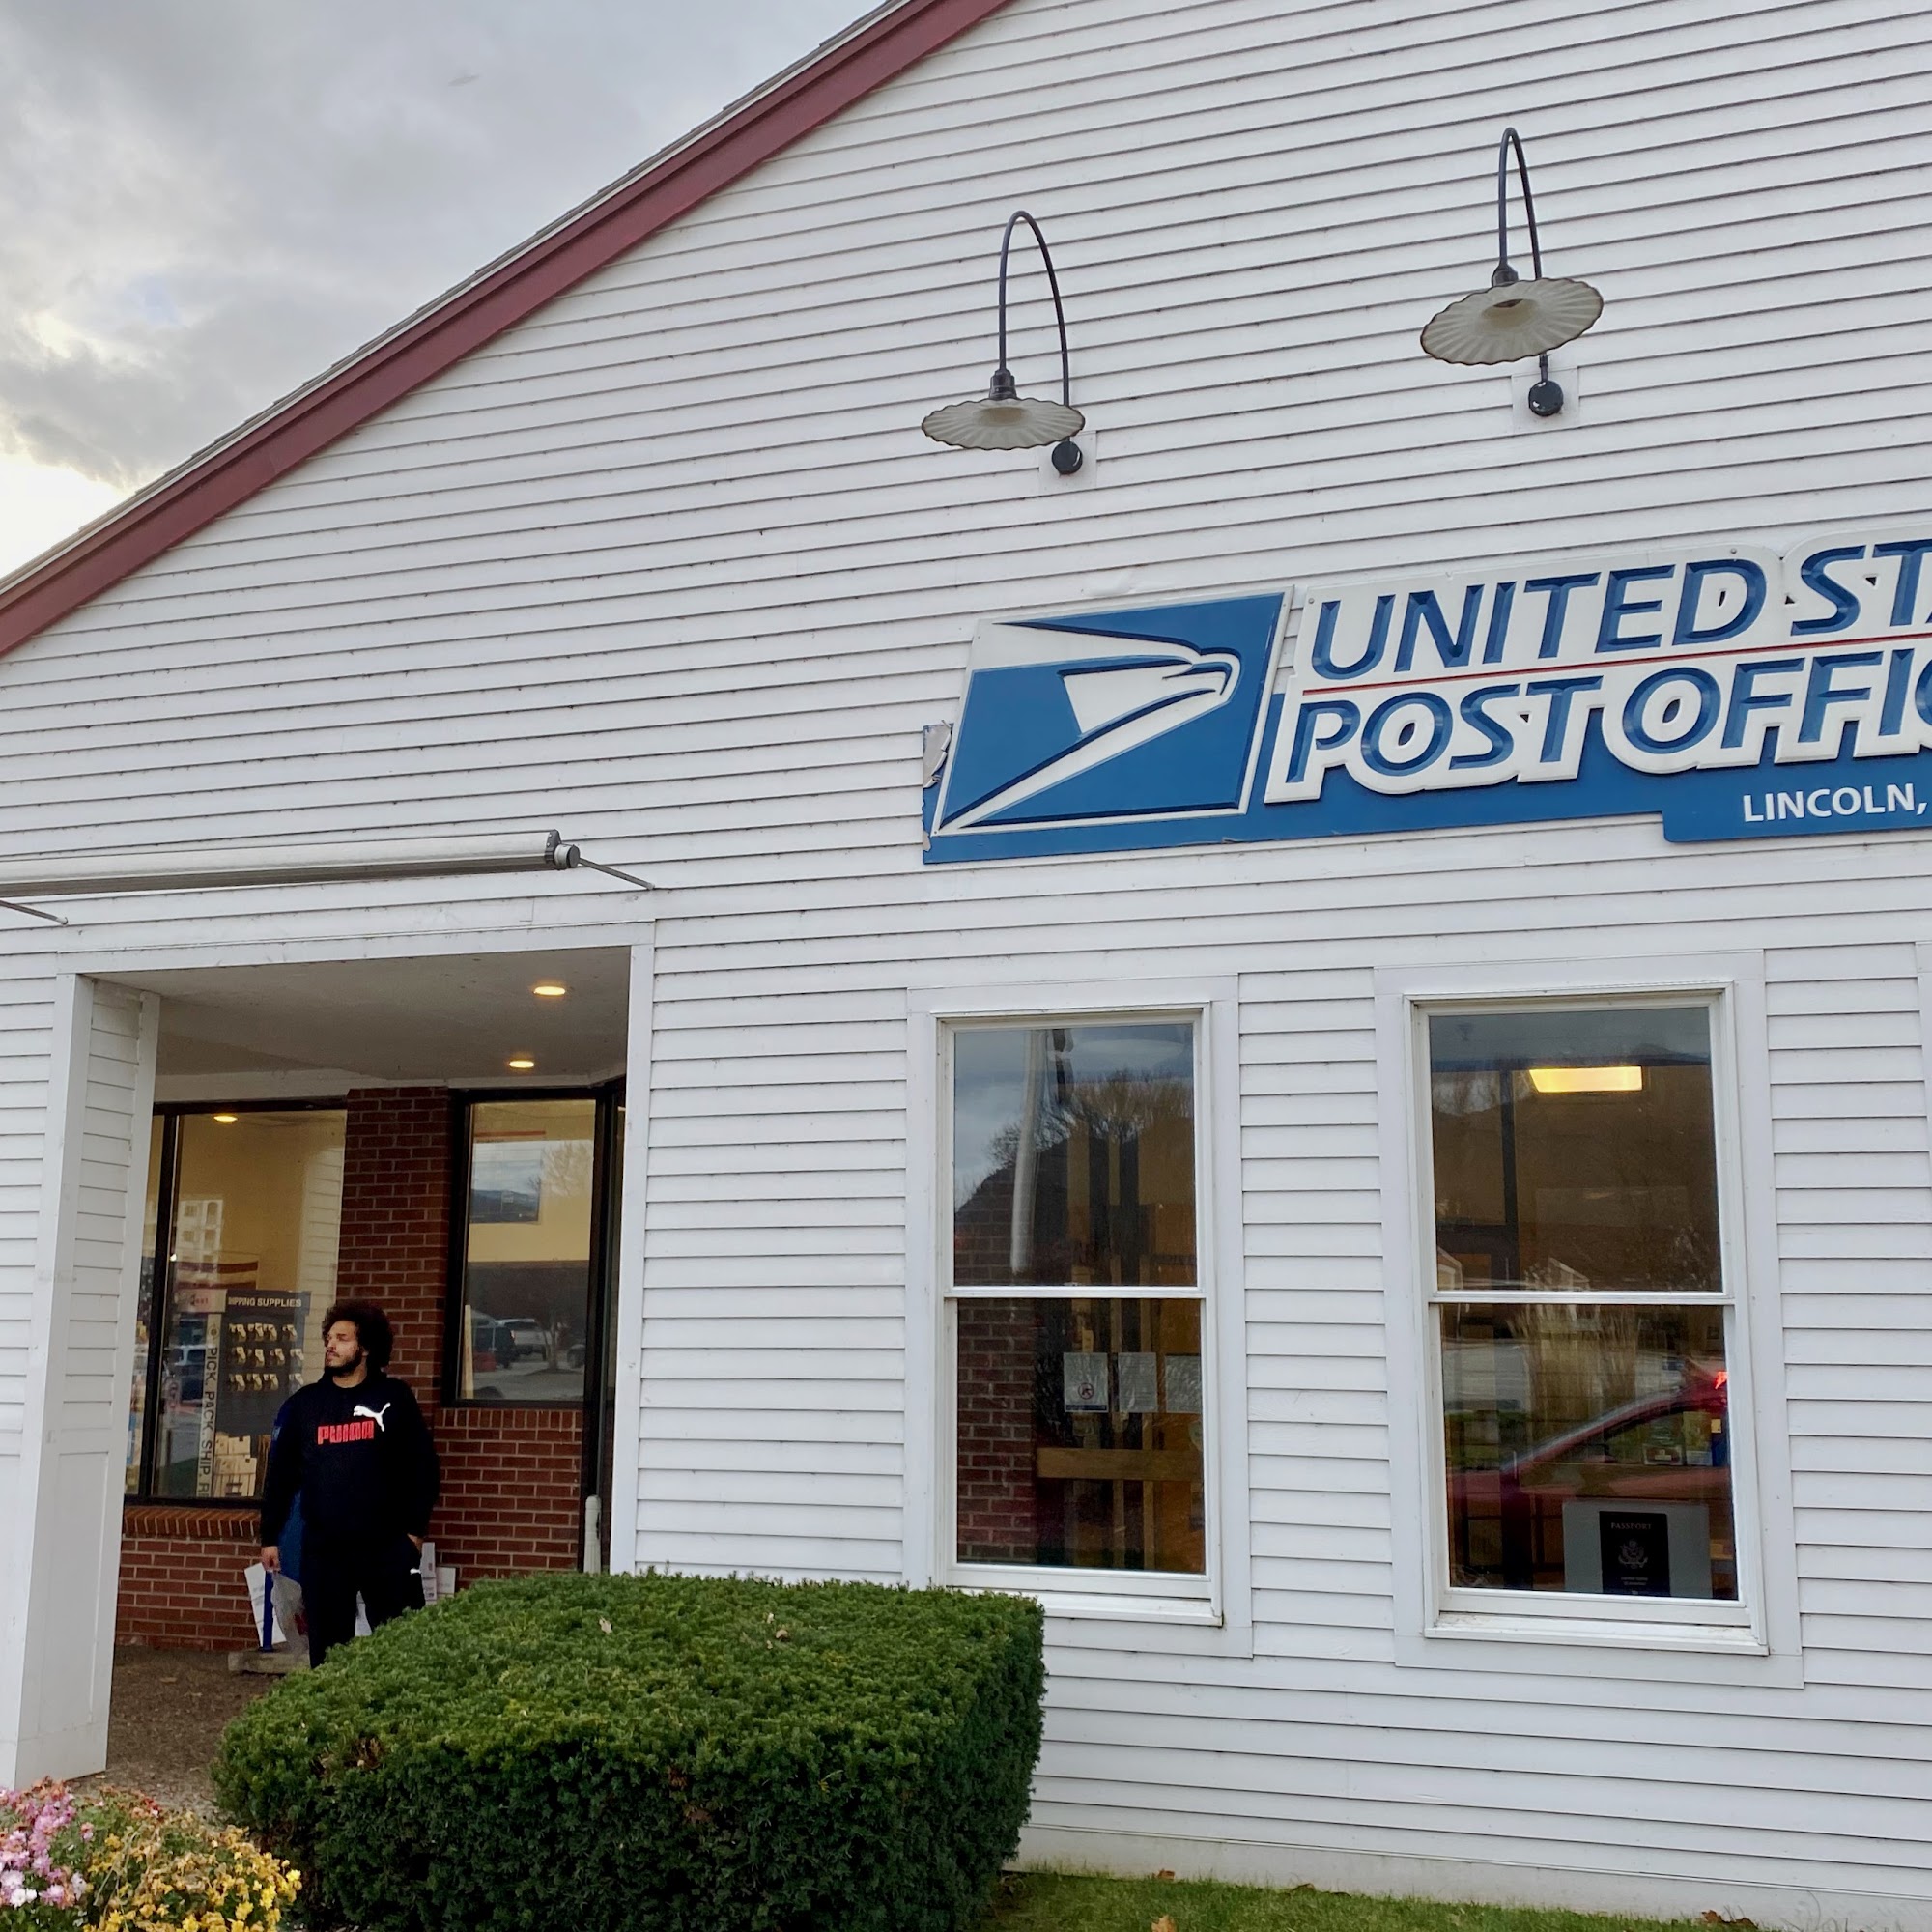 UNITED ST
POST OFFIC
LINCOLN,
SHIPPING SUPPLIES
PICK. PACK. SHIP.
PUMA
PASSPORT